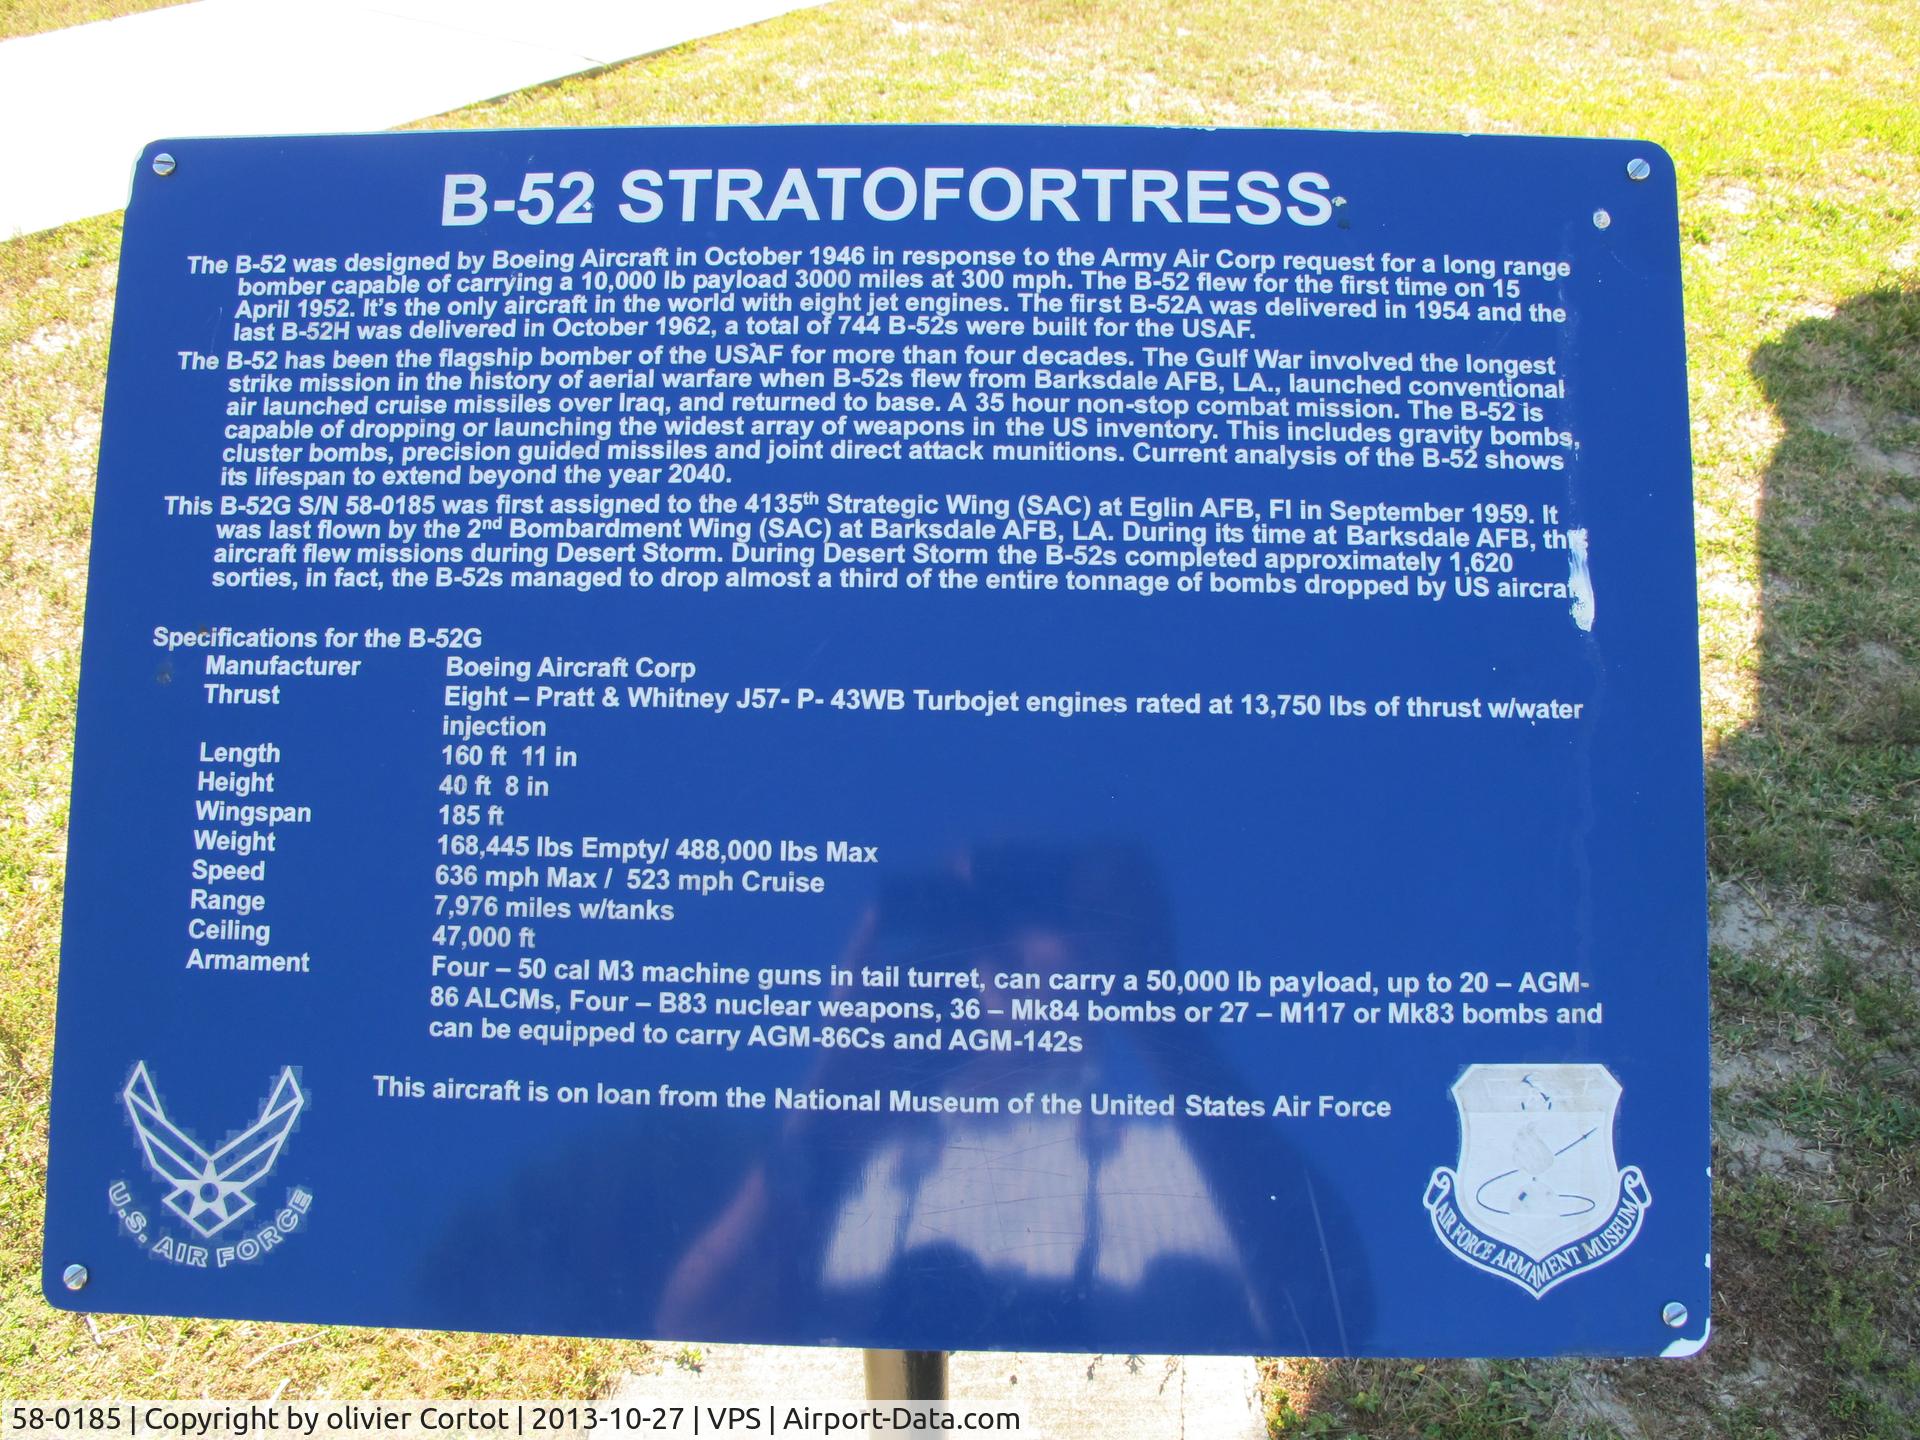 B-52 STRATOFORTRESS
The B-52 was designed by Boeing Aircraft in October 1946 in response to the Army Air Corp request for a long range
bomber capable of carrying a 10,000 lb payload 3000 miles at 300 mph. The B-52 flew for the first time on 15
April 1952. It's the only aircraft in the world with eight jet engines. The first B-52A was delivered in 1954 and the
last B-52H was delivered in October 1962, a total of 744 B-52s were built for the USAF.
The B-52 has been the flagship bomber of the USAF for more than four decades. The Gulf War involved the longest
strike mission in the history of aerial warfare when B-52s flew from Barksdale AFB, LA., launched conventional
air launched cruise missiles over Iraq, and returned to base. A 35 hour non-stop combat mission. The B-52 is
capable of dropping or launching the widest array of weapons in the US inventory. This includes gravity bombs,
cluster bombs, precision guided missiles and joint direct attack munitions. Current analysis of the B-52 shows
its lifespan to extend beyond the year 2040.
This B-52G S/N 58-0185 was first assigned to the 4135th Strategic Wing (SAC) at Eglin AFB, Fl in September 1959. It
was last flown by the 2nd Bombardment Wing (SAC) at Barksdale AFB, LA. During its time at Barksdale AFB, this
aircraft flew missions during Desert Storm. During Desert Storm the B-52s completed approximately 1,620
sorties, in fact, the B-52s managed to drop almost a third of the entire tonnage of bombs dropped by US aircraft
Specifications for the B-52G
Manufacturer Boeing Aircraft Corp
Thrust Eight – Pratt & Whitney J57- P- 43WB Turbojet engines rated at 13,750 lbs of thrust w/water
injection
Length 160 ft 11 in
Height 40 ft 8 in
Wingspan 185 ft
Weight 168,445 lbs Empty/ 488,000 lbs Max
Speed 636 mph Max / 523 mph Cruise
Range 7,976 miles w/tanks
Ceiling 47,000 ft
Armament Four – 50 cal M3 machine guns in tail turret, can carry a 50,000 lb payload, up to 20 – AGM-
86 ALCMs, Four – B83 nuclear weapons, 36 – Mk84 bombs or 27 – M117 or Mk83 bombs and
can be equipped to carry AGM-86Cs and AGM-142s
This aircraft is on loan from the National Museum of the United States Air Force
U.S. AIR FORCE
AIR FORCE ARMAMENT MUSEUM
58-0185 | Copyright by olivier Cortot | 2013-10-27 | VPS | Airport-Data.com